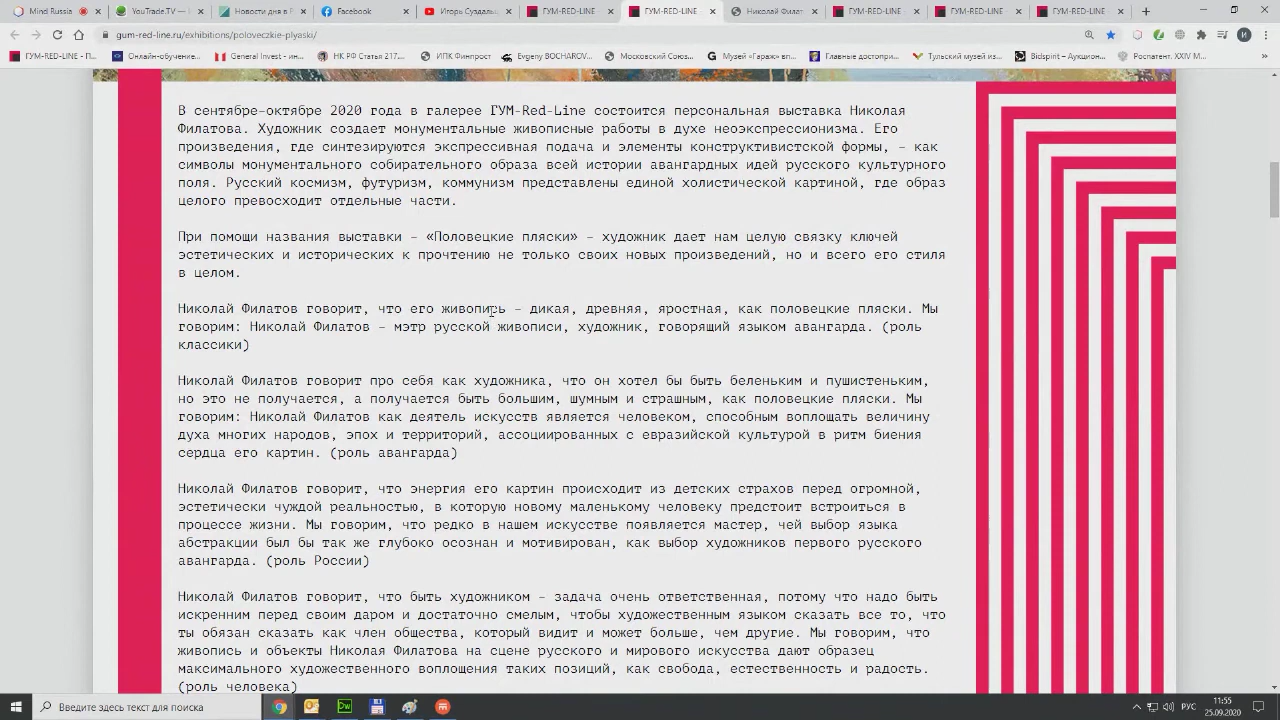 Mind Russia
YouTrade.TV —
Новости дня в Р
Facebook
Игорь Суздальц
ГУМ-RED-LINE -
ГУМ-RED-LINE -
Николай Филат
ГУМ-RED-LINE -
ГУМ-RED-LINE -
ГУМ-RED-LINE -
gum-red-line.ru/exhibitions/poloveczkie-plyaski/
И
ГУМ-RED-LINE - П...
Онлайн-обучение...
General Invest - ин...
НК РФ Статья 217...
ИПК Финпрост
Evgeny BOCHAROV...
Московский Союз...
Музей «Гараж» вп...
Главные достопри...
Тульский музей из...
Bidspirit – Аукцион...
Роспатент. XXIV М...
В сентябре-октябре 2020 года в галерее ГУМ-Red-Line состоится персональная выставка Николая
Филатова. Художник создает монументальные живописные работы в духе неоэкспрессионизма. Его
произведения, где синтезируются экспрессивная подача и элементы конструктивистской формы, – как
символы монументального собирательного образа всей истории авангардных идей русского культурного
поля. Русский космизм, футуризм, коммунизм представлены единой холистической картиной, где образ
целого превосходит отдельные части.
При помощи названия выставки – «Половецкие пляски» – художник дает нам целую связку ключей
эстетических и исторических к прочтению не только своих новых произведений, но и всего его стиля
в целом.
Николай Филатов говорит, что его живопись – дикая, древняя, яростная, как половецкие пляски. Мы
говорим: Николай Филатов – мэтр русской живописи, художник, говорящий языком авангарда. (роль
классики)
Николай Филатов говорит про себя как художника, что он хотел бы быть беленьким и пушистеньким,
но это не получается, а получается быть большим, шумным и страшным, как половецкие пляски. Мы
говорим: Николай Филатов как деятель искусств является человеком, способным воплощать величину
духа многих народов, эпох и территорий, ассоциированных с евразийской культурой в ритм биения
сердца его картин. (роль авангарда)
Николай Филатов говорит, что энергия его картин происходит из детских страхов перед огромной,
эстетически чуждой реальностью, в которую новому маленькому человеку предстоит встроиться в
процессе жизни. Мы говорим, что редко в нашем искусстве появляется мастер, чей выбор языка
абстракции был бы так же глубоко осознан и мотивирован, как выбор художников первого русского
авангарда. (роль России)
Николай Филатов говорит, что быть художником – задача очень ответственная, потому что надо быть
искренним перед своим даром и достаточно смелым, чтобы художественным языком сказать все то, что
ты обязан сказать как член общества, который видит и может больше, чем другие. Мы говорим, что
живопись и объекты Николая Филатова на сцене русского и мирового искусства дают образец
максимального художественного воплощения таких позиций, как свобода, естественность и радость.
(роль человека)
Введите здесь текст для поиска
РУС
11:55
25.09.2020